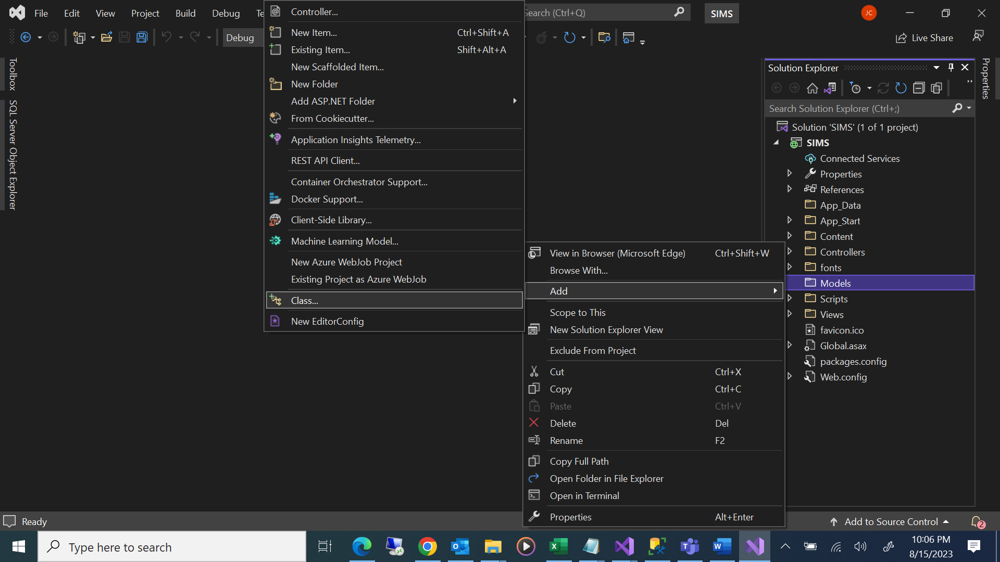 File Edit View Project Build Debug Te
Search (Ctrl+Q)
SIMS
JC
Debug
Live Share
Toolbox
SQL Server Object Explorer
Controller...
New Item... Ctrl+Shift+A
Existing Item... Shift+Alt+A
New Scaffolded Item...
New Folder
Add ASP.NET Folder
From Cookiecutter...
Application Insights Telemetry...
REST API Client...
Container Orchestrator Support...
Docker Support...
Client-Side Library...
Machine Learning Model...
New Azure WebJob Project
Existing Project as Azure WebJob
Class...
New EditorConfig
View in Browser (Microsoft Edge) Ctrl+Shift+W
Browse With...
Add
Scope to This
New Solution Explorer View
Exclude From Project
Cut Ctrl+X
Copy Ctrl+C
Paste Ctrl+V
Delete Del
Rename F2
Copy Full Path
Open Folder in File Explorer
Open in Terminal
Properties Alt+Enter
Solution Explorer
Search Solution Explorer (Ctrl+;)
Solution 'SIMS' (1 of 1 project)
SIMS
Connected Services
Properties
References
App_Data
App_Start
Content
Controllers
fonts
Models
Scripts
Views
favicon.ico
Global.asax
packages.config
Web.config
Properties
Ready
Add to Source Control
2
Type here to search
10:06 PM
8/15/2023